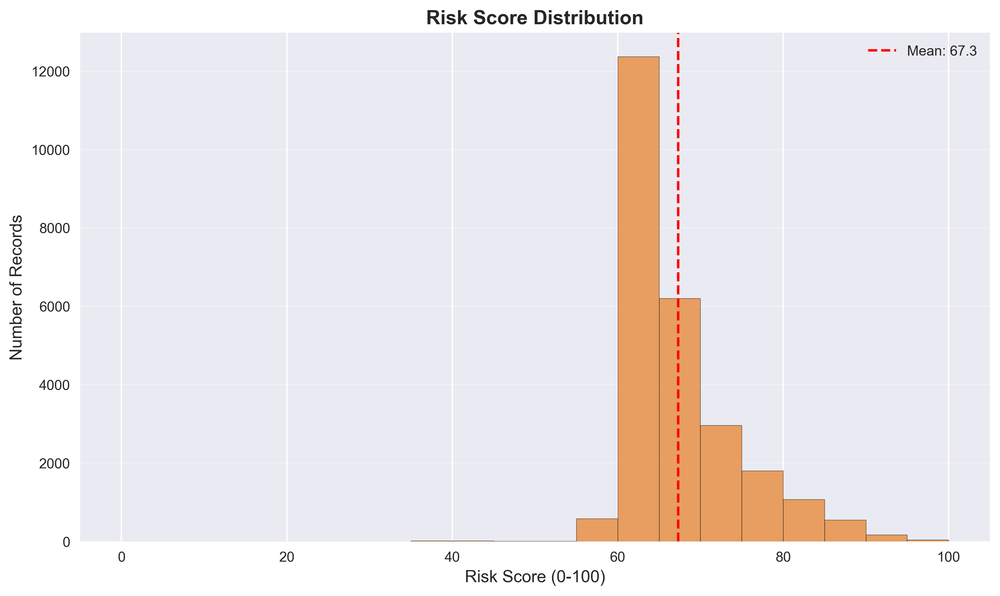 Risk Score Distribution
Mean: 67.3
Number of Records
12000
10000
8000
6000
4000
2000
0
0 20 40 60 80 100
Risk Score (0-100)